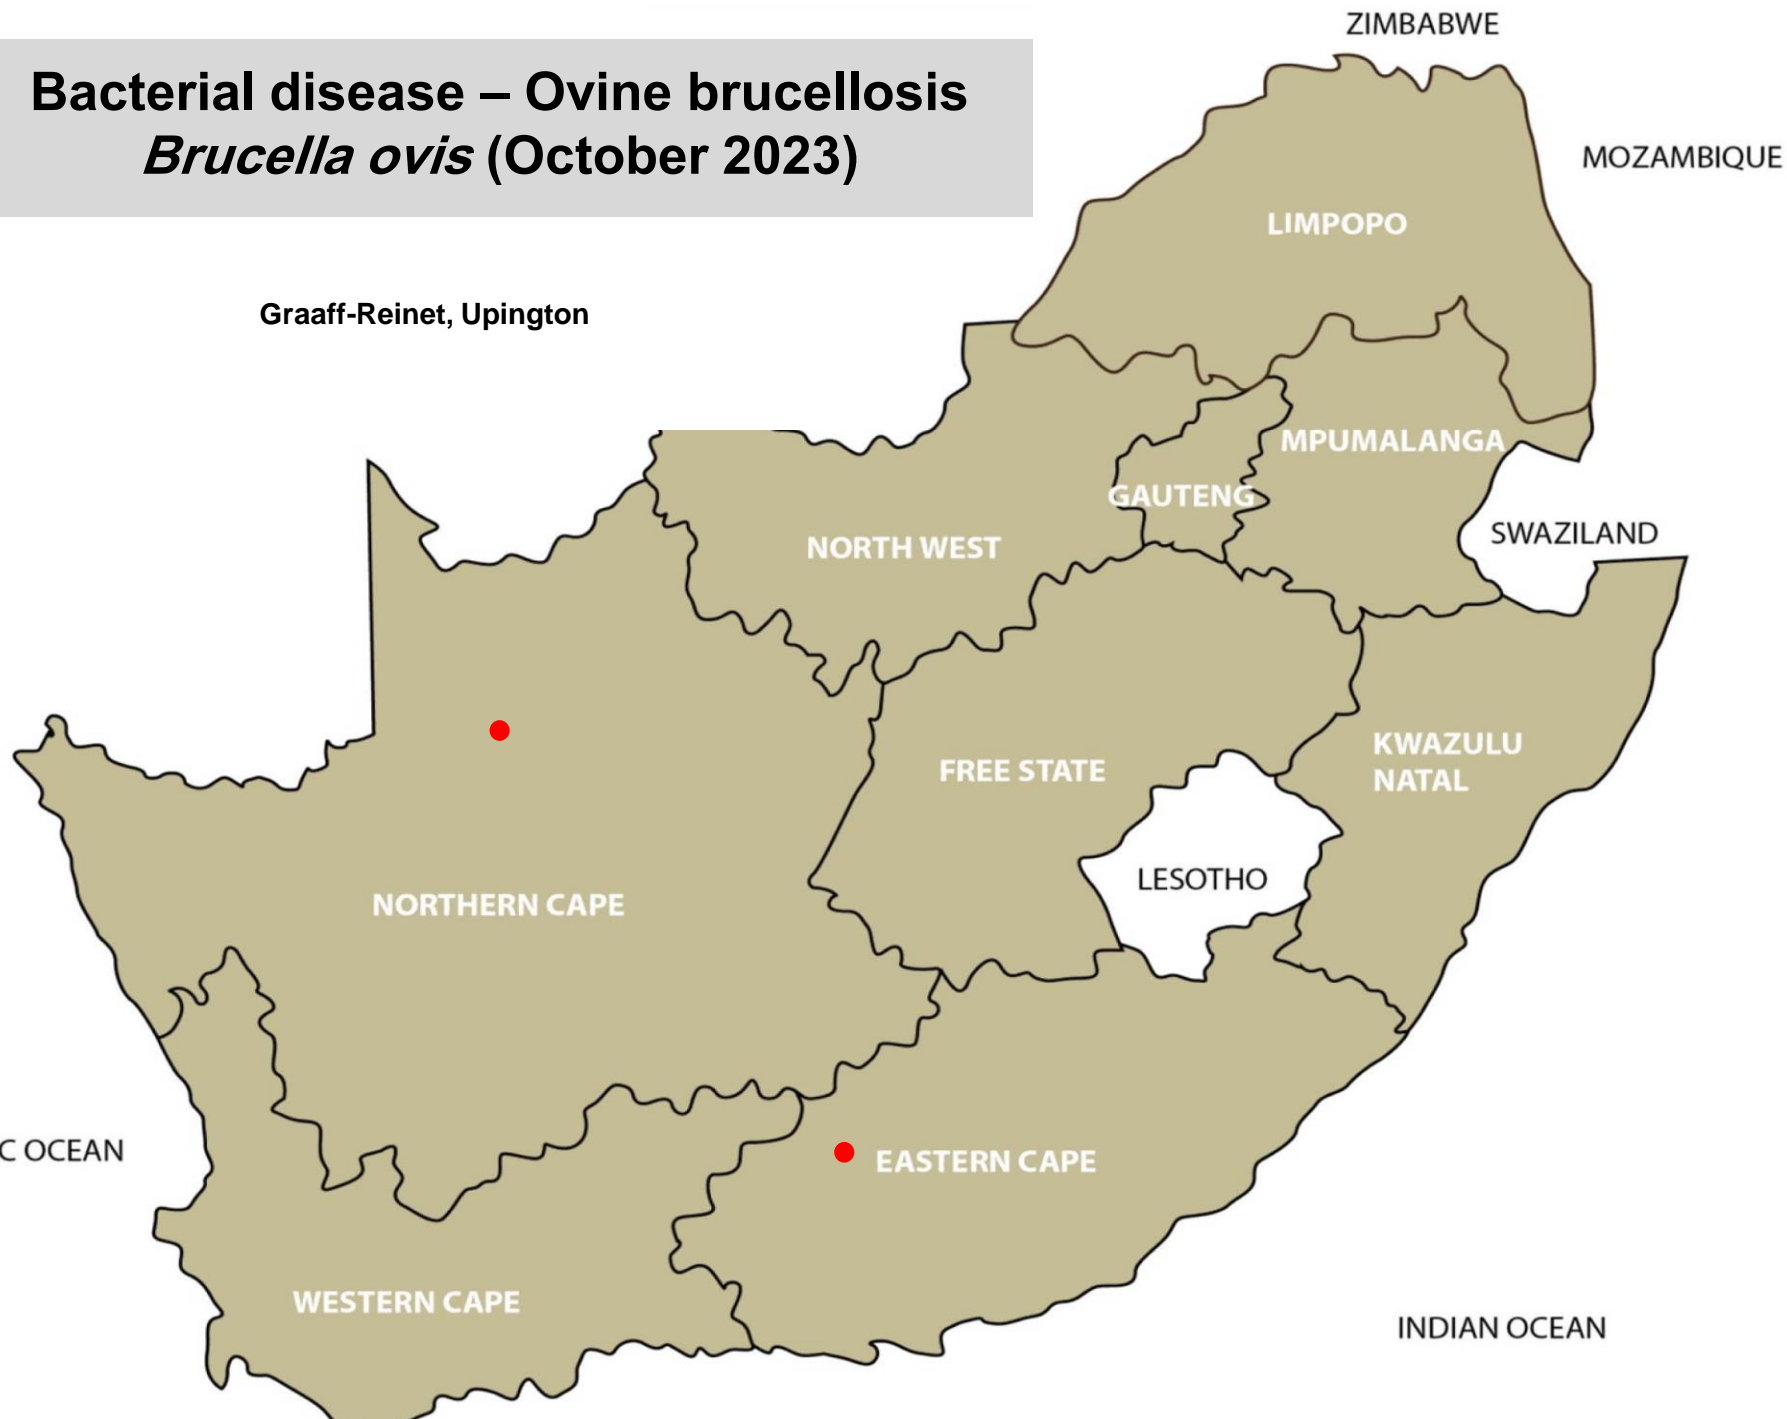 ZIMBABWE
Bacterial disease – Ovine brucellosis
Brucella ovis (October 2023)
MOZAMBIQUE
LIMPOPO
Graaff-Reinet, Upington
MPUMALANGA
GAUTENG
SWAZILAND
NORTH WEST
KWAZULU
NATAL
FREE STATE
LESOTHO
NORTHERN CAPE
C OCEAN
EASTERN CAPE
WESTERN CAPE
INDIAN OCEAN